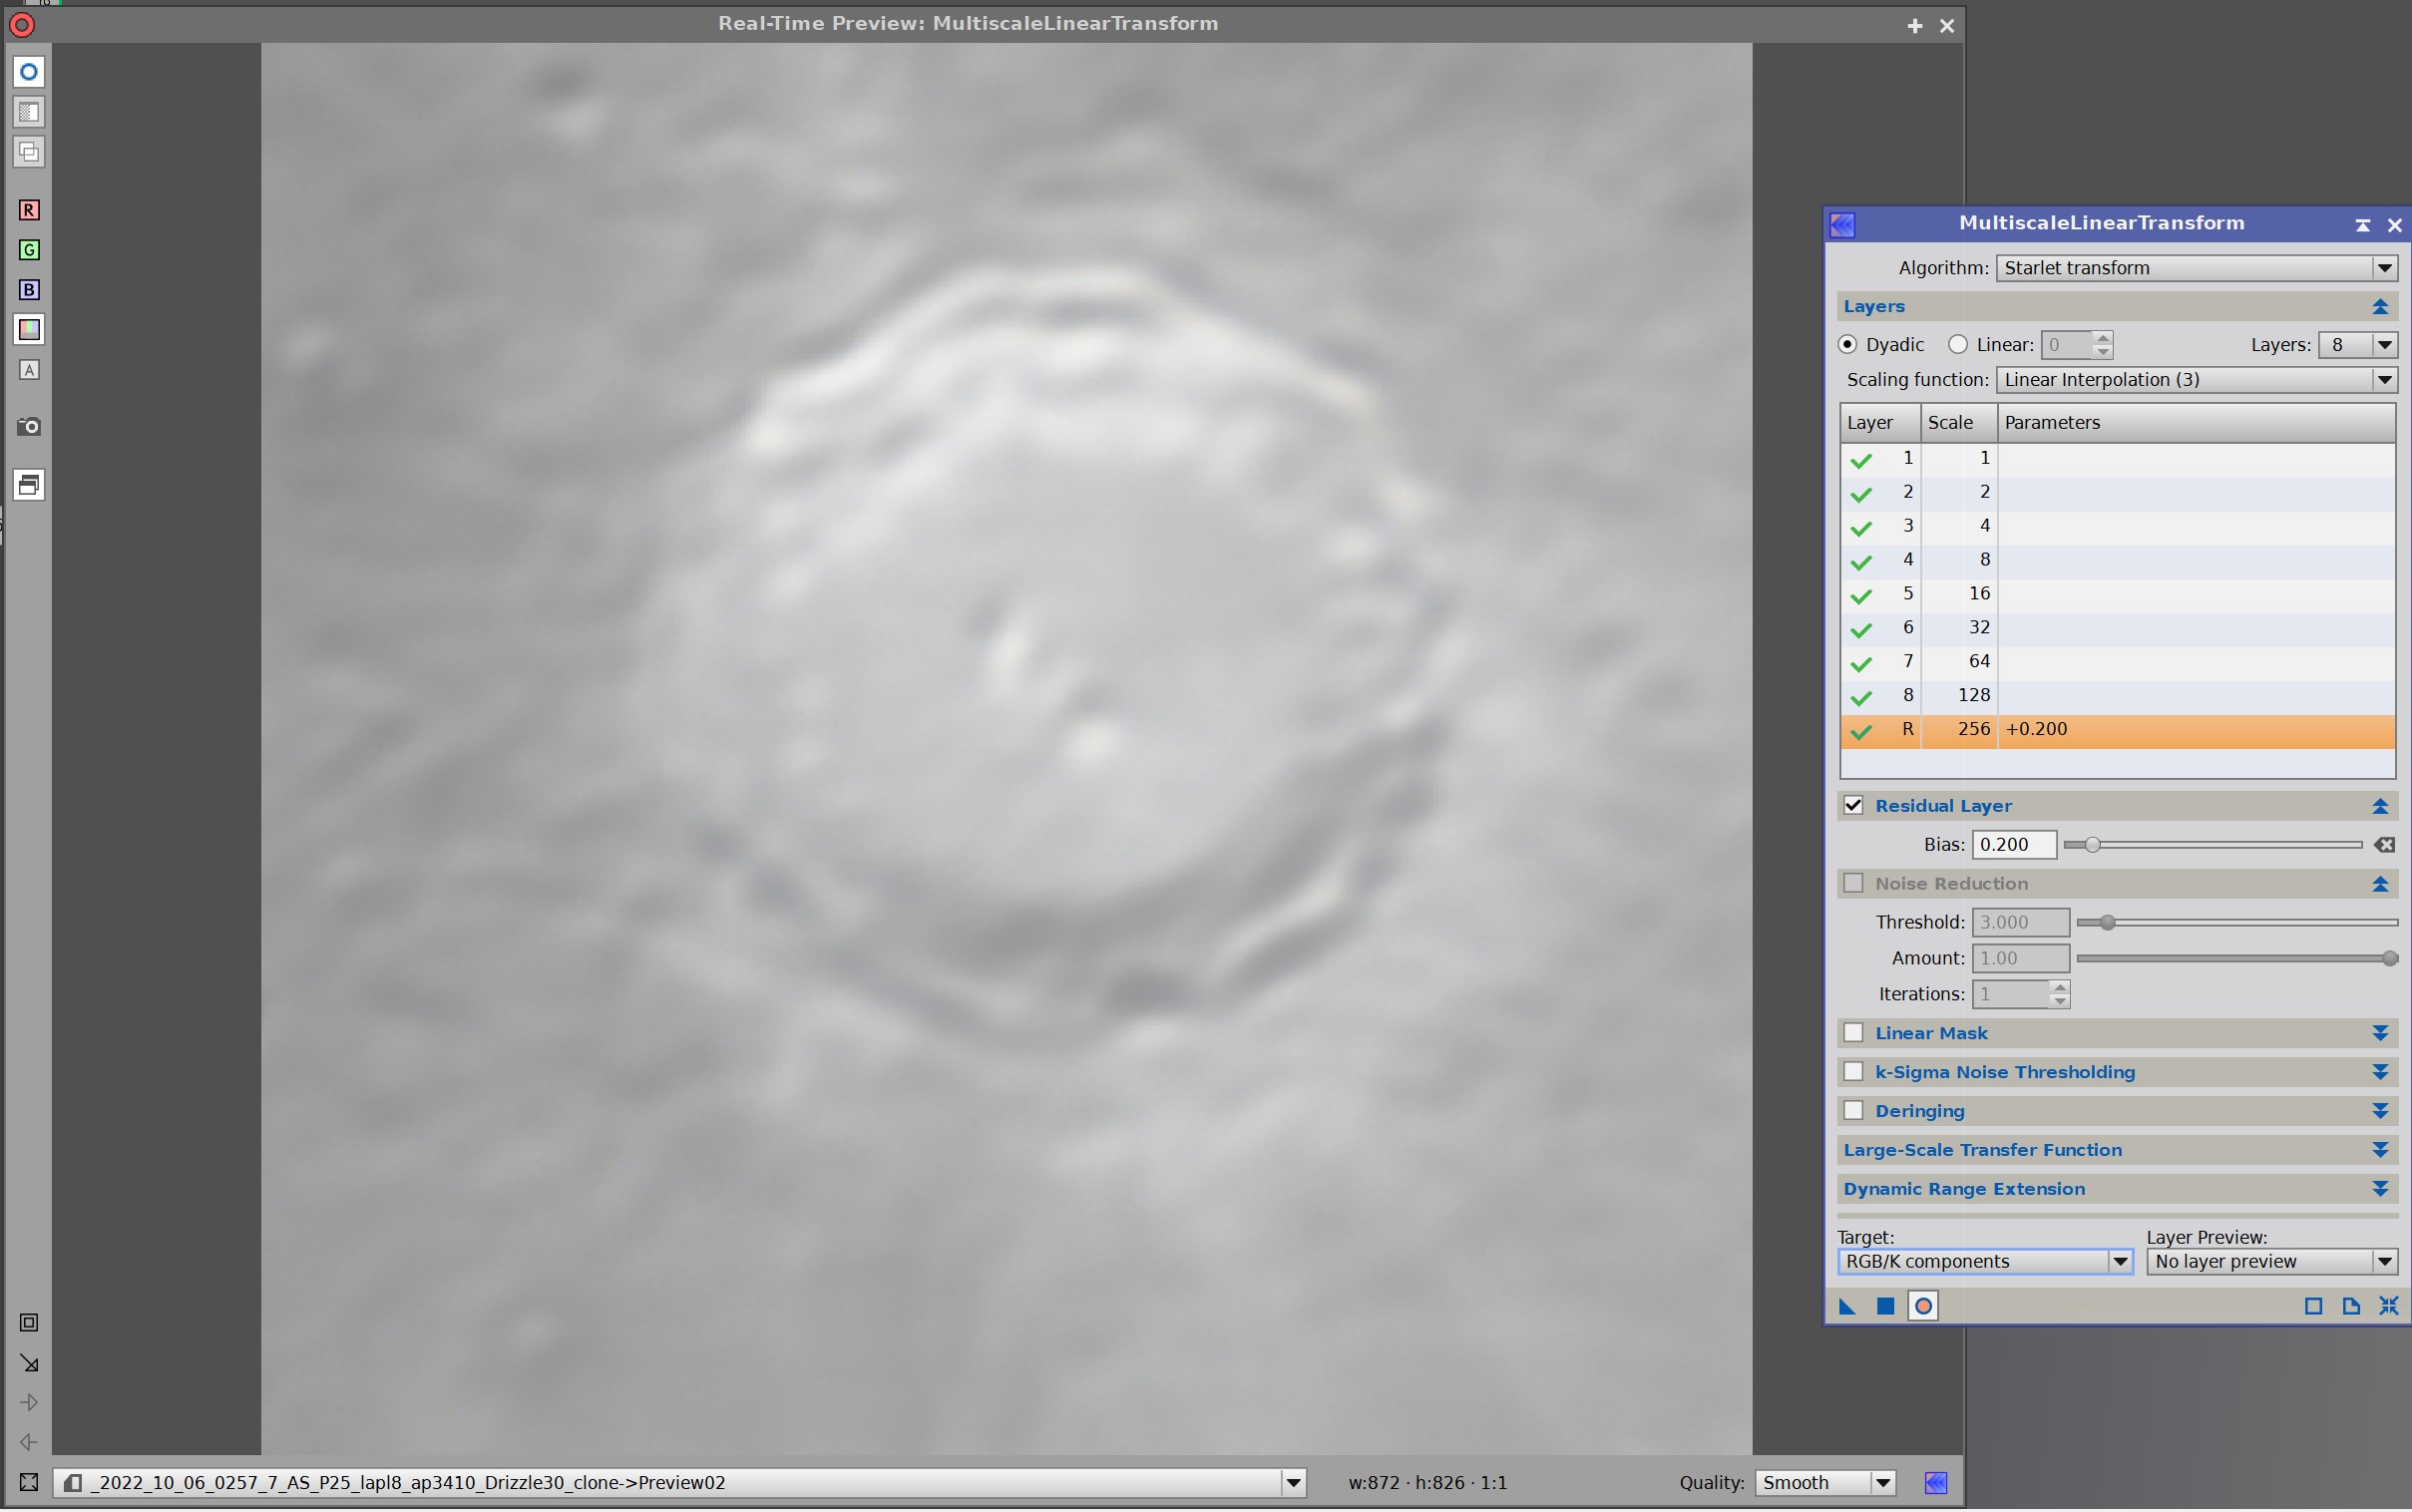 Real-Time Preview: MultiscaleLinearTransform
R
G
B
A
MultiscaleLinearTransform
Algorithm: Starlet transform
Layers
Dyadic Linear: 0 Layers: 8
Scaling function: Linear Interpolation (3)
Layer Scale Parameters
1 1
2 2
3 4
4 8
5 16
6 32
7 64
8 128
R 256 +0.200
Residual Layer
Bias: 0.200
Noise Reduction
Threshold: 3.000
Amount: 1.00
Iterations: 1
Linear Mask
k-Sigma Noise Thresholding
Deringing
Large-Scale Transfer Function
Dynamic Range Extension
Target: Layer Preview:
RGB/K components No layer preview
_2022_10_06_0257_7_AS_P25_lapl8_ap3410_Drizzle30_clone->Preview02 w:872 · h:826 · 1:1 Quality: Smooth